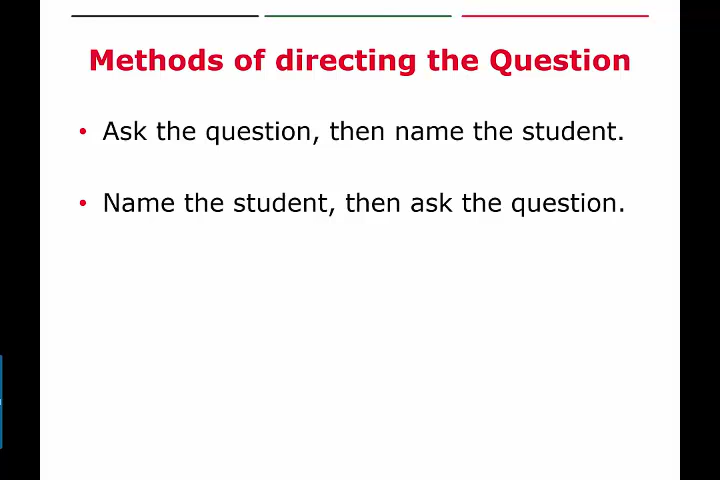 Methods of directing the Question
• Ask the question, then name the student.
• Name the student, then ask the question.